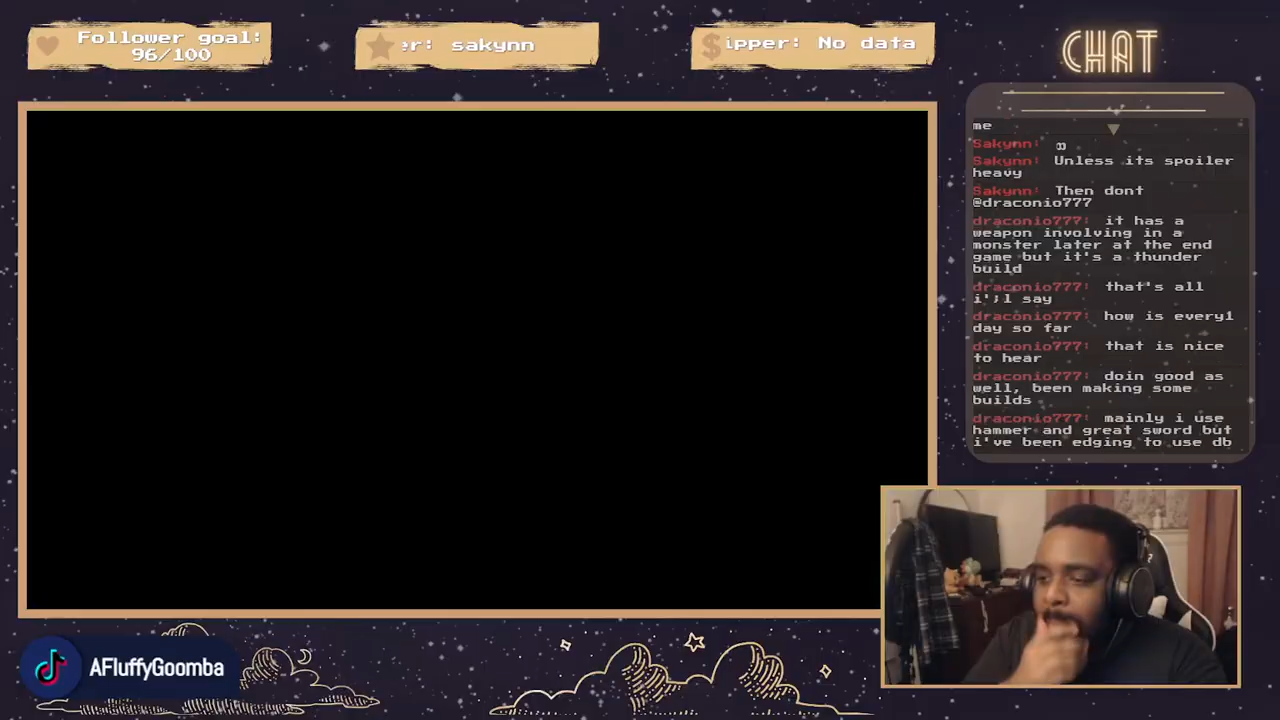 Follower goal:
96/100
er: sakynn
ipper: No data
CHAT
me
Sakynn: ဘ
Sakynn: Unless its spoiler
heavy
Sakynn: Then dont
@draconio777
draconio777: it has a
weapon involving in a
monster later at the end
game but it's a thunder
build
draconio777: that's all
i';l say
draconio777: how is every1
day so far
draconio777: that is nice
to hear
draconio777: doin good as
well, been making some
builds
draconio777: mainly i use
hammer and great sword but
i've been edging to use db
AFluffyGoomba